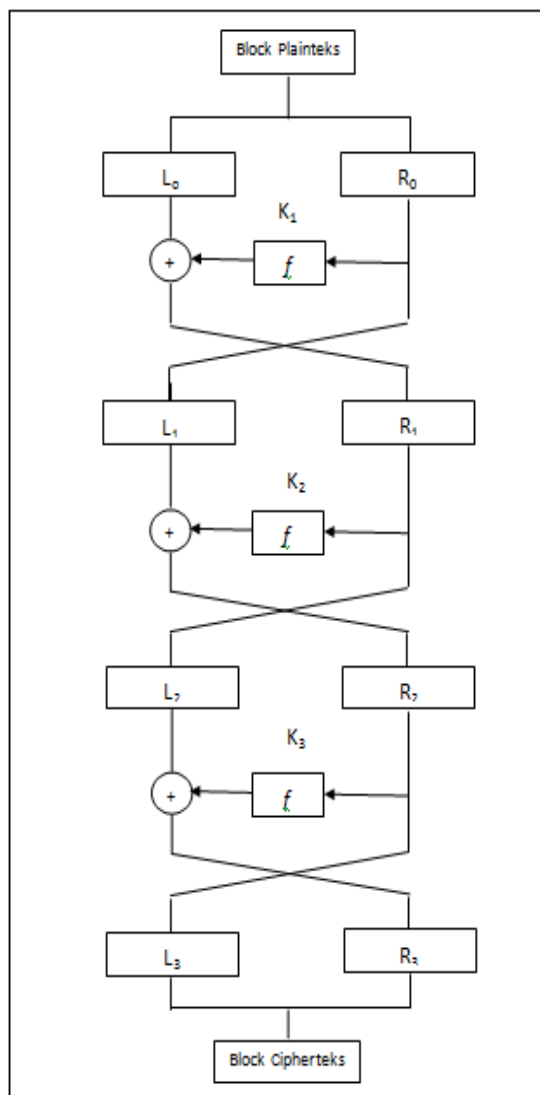 Block Plainteks
L₀ R₀
K₁
+ f
L₁ R₁
K₂
+ f
L₂ R₂
K₃
+ f
L₃ R₃
Block Cipherteks